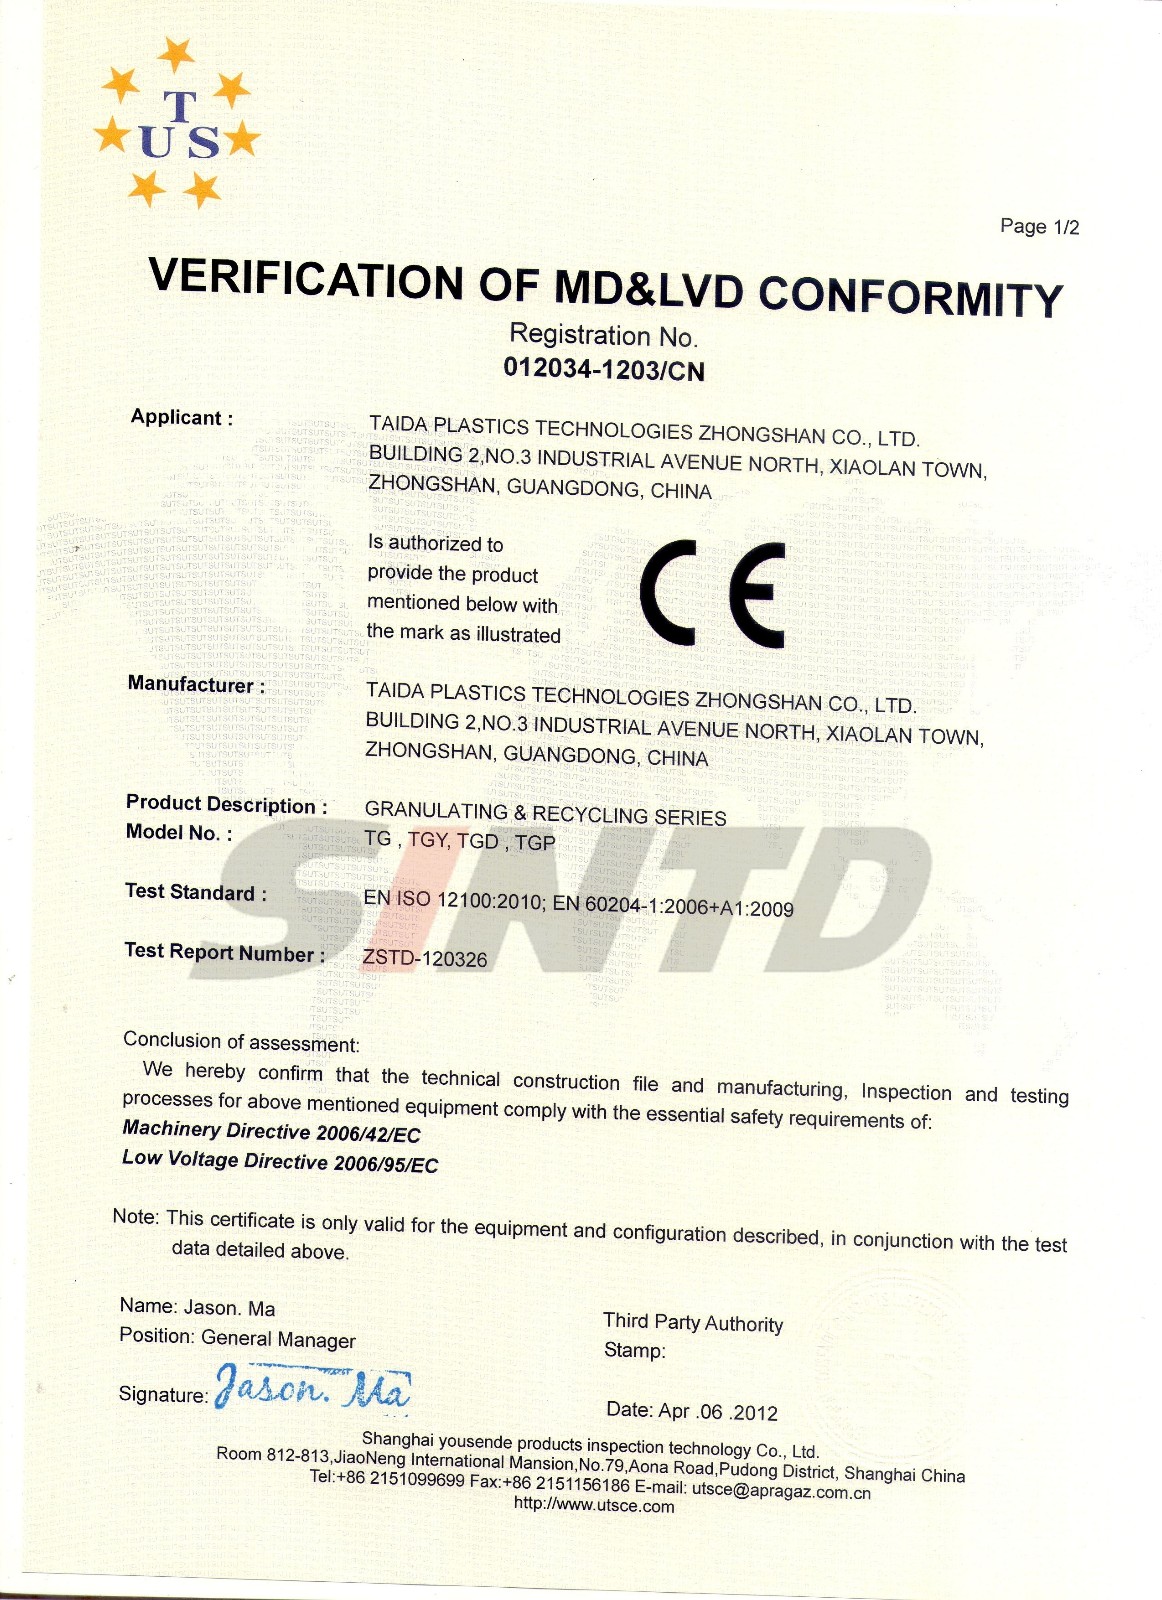 T
U S
Page 1/2
VERIFICATION OF MD&LVD CONFORMITY
Registration No.
012034-1203/CN
Applicant :
TAIDA PLASTICS TECHNOLOGIES ZHONGSHAN CO., LTD.
BUILDING 2,NO.3 INDUSTRIAL AVENUE NORTH, XIAOLAN TOWN,
ZHONGSHAN, GUANGDONG, CHINA
Is authorized to
provide the product
mentioned below with
the mark as illustrated
CE
Manufacturer :
TAIDA PLASTICS TECHNOLOGIES ZHONGSHAN CO., LTD.
BUILDING 2,NO.3 INDUSTRIAL AVENUE NORTH, XIAOLAN TOWN,
ZHONGSHAN, GUANGDONG, CHINA
Product Description : GRANULATING & RECYCLING SERIES
Model No. : TG , TGY, TGD , TGP
SINTD
Test Standard : EN ISO 12100:2010; EN 60204-1:2006+A1:2009
Test Report Number : ZSTD-120326
Conclusion of assessment:
We hereby confirm that the technical construction file and manufacturing, Inspection and testing
processes for above mentioned equipment comply with the essential safety requirements of:
Machinery Directive 2006/42/EC
Low Voltage Directive 2006/95/EC
Note: This certificate is only valid for the equipment and configuration described, in conjunction with the test
data detailed above.
Name: Jason. Ma
Position: General Manager
Signature: Jason. Ma
Third Party Authority
Stamp:
Date: Apr .06 .2012
Shanghai yousende products inspection technology Co., Ltd.
Room 812-813,JiaoNeng International Mansion,No.79,Aona Road,Pudong District, Shanghai China
Tel:+86 2151099699 Fax:+86 2151156186 E-mail: utsce@apragaz.com.cn
http://www.utsce.com